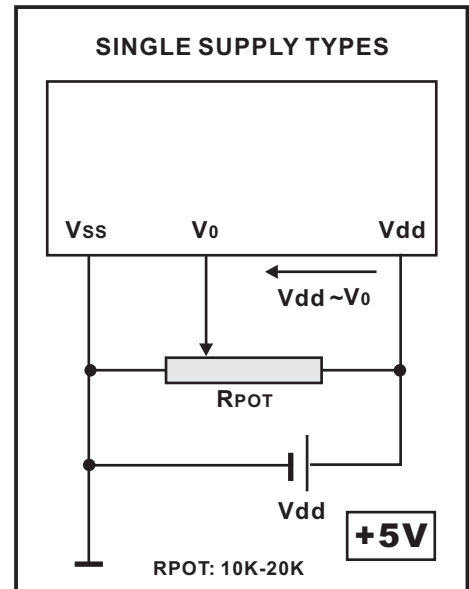 SINGLE SUPPLY TYPES
Vss V0 Vdd
Vdd ~V0
RPOT
Vdd
+5V
RPOT: 10K-20K